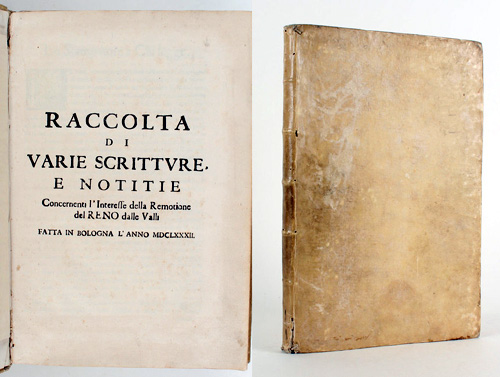 RACCOLTA
DI
VARIE SCRITTVRE,
E NOTITIE
Concernenti l'Interesse della Remotione
del RENO dalle Valli
FATTA IN BOLOGNA L'ANNO MDCLXXXII.